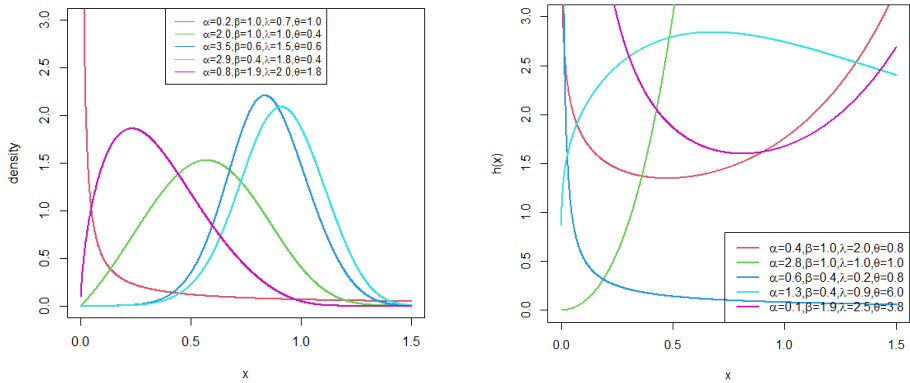 α=0.2,β=1.0,λ=0.7,θ=1.0
α=2.0,β=1.0,λ=1.0,θ=0.4
α=3.5,β=0.6,λ=1.5,θ=0.6
α=2.9,β=0.4,λ=1.8,θ=0.4
α=0.8,β=1.9,λ=2.0,θ=1.8
density
3.0
2.5
2.0
1.5
1.0
0.5
0.0
0.0 0.5 1.0 1.5
x
h(x)
3.0
2.5
2.0
1.5
1.0
0.5
0.0
α=0.4,β=1.0,λ=2.0,θ=0.8
α=2.8,β=1.0,λ=1.0,θ=1.0
α=0.6,β=0.4,λ=0.2,θ=0.8
α=1.3,β=0.4,λ=0.9,θ=6.0
α=0.1,β=1.9,λ=2.5,θ=3.8
0.0 0.5 1.0 1.5
x